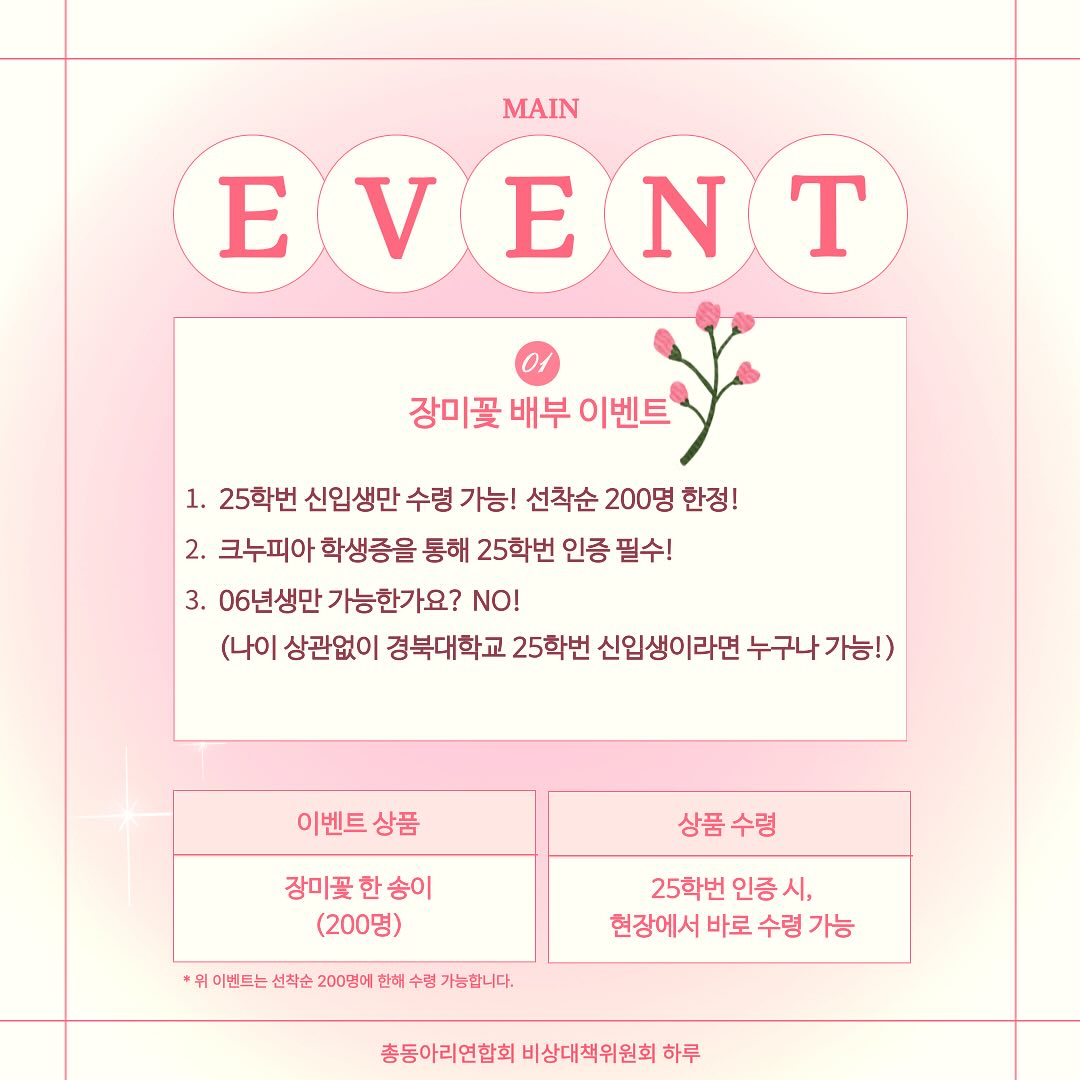 MAIN
EVENT
01
장미꽃 배부 이벤트
1. 25학번 신입생만 수령 가능! 선착순 200명 한정!
2. 크누피아 학생증을 통해 25학번 인증 필수!
3. 06년생만 가능한가요? NO!
(나이 상관없이 경북대학교 25학번 신입생이라면 누구나 가능!)
이벤트 상품
장미꽃 한 송이
(200명)
상품 수령
25학번 인증 시,
현장에서 바로 수령 가능
* 위 이벤트는 선착순 200명에 한해 수령 가능합니다.
총동아리연합회 비상대책위원회 하루